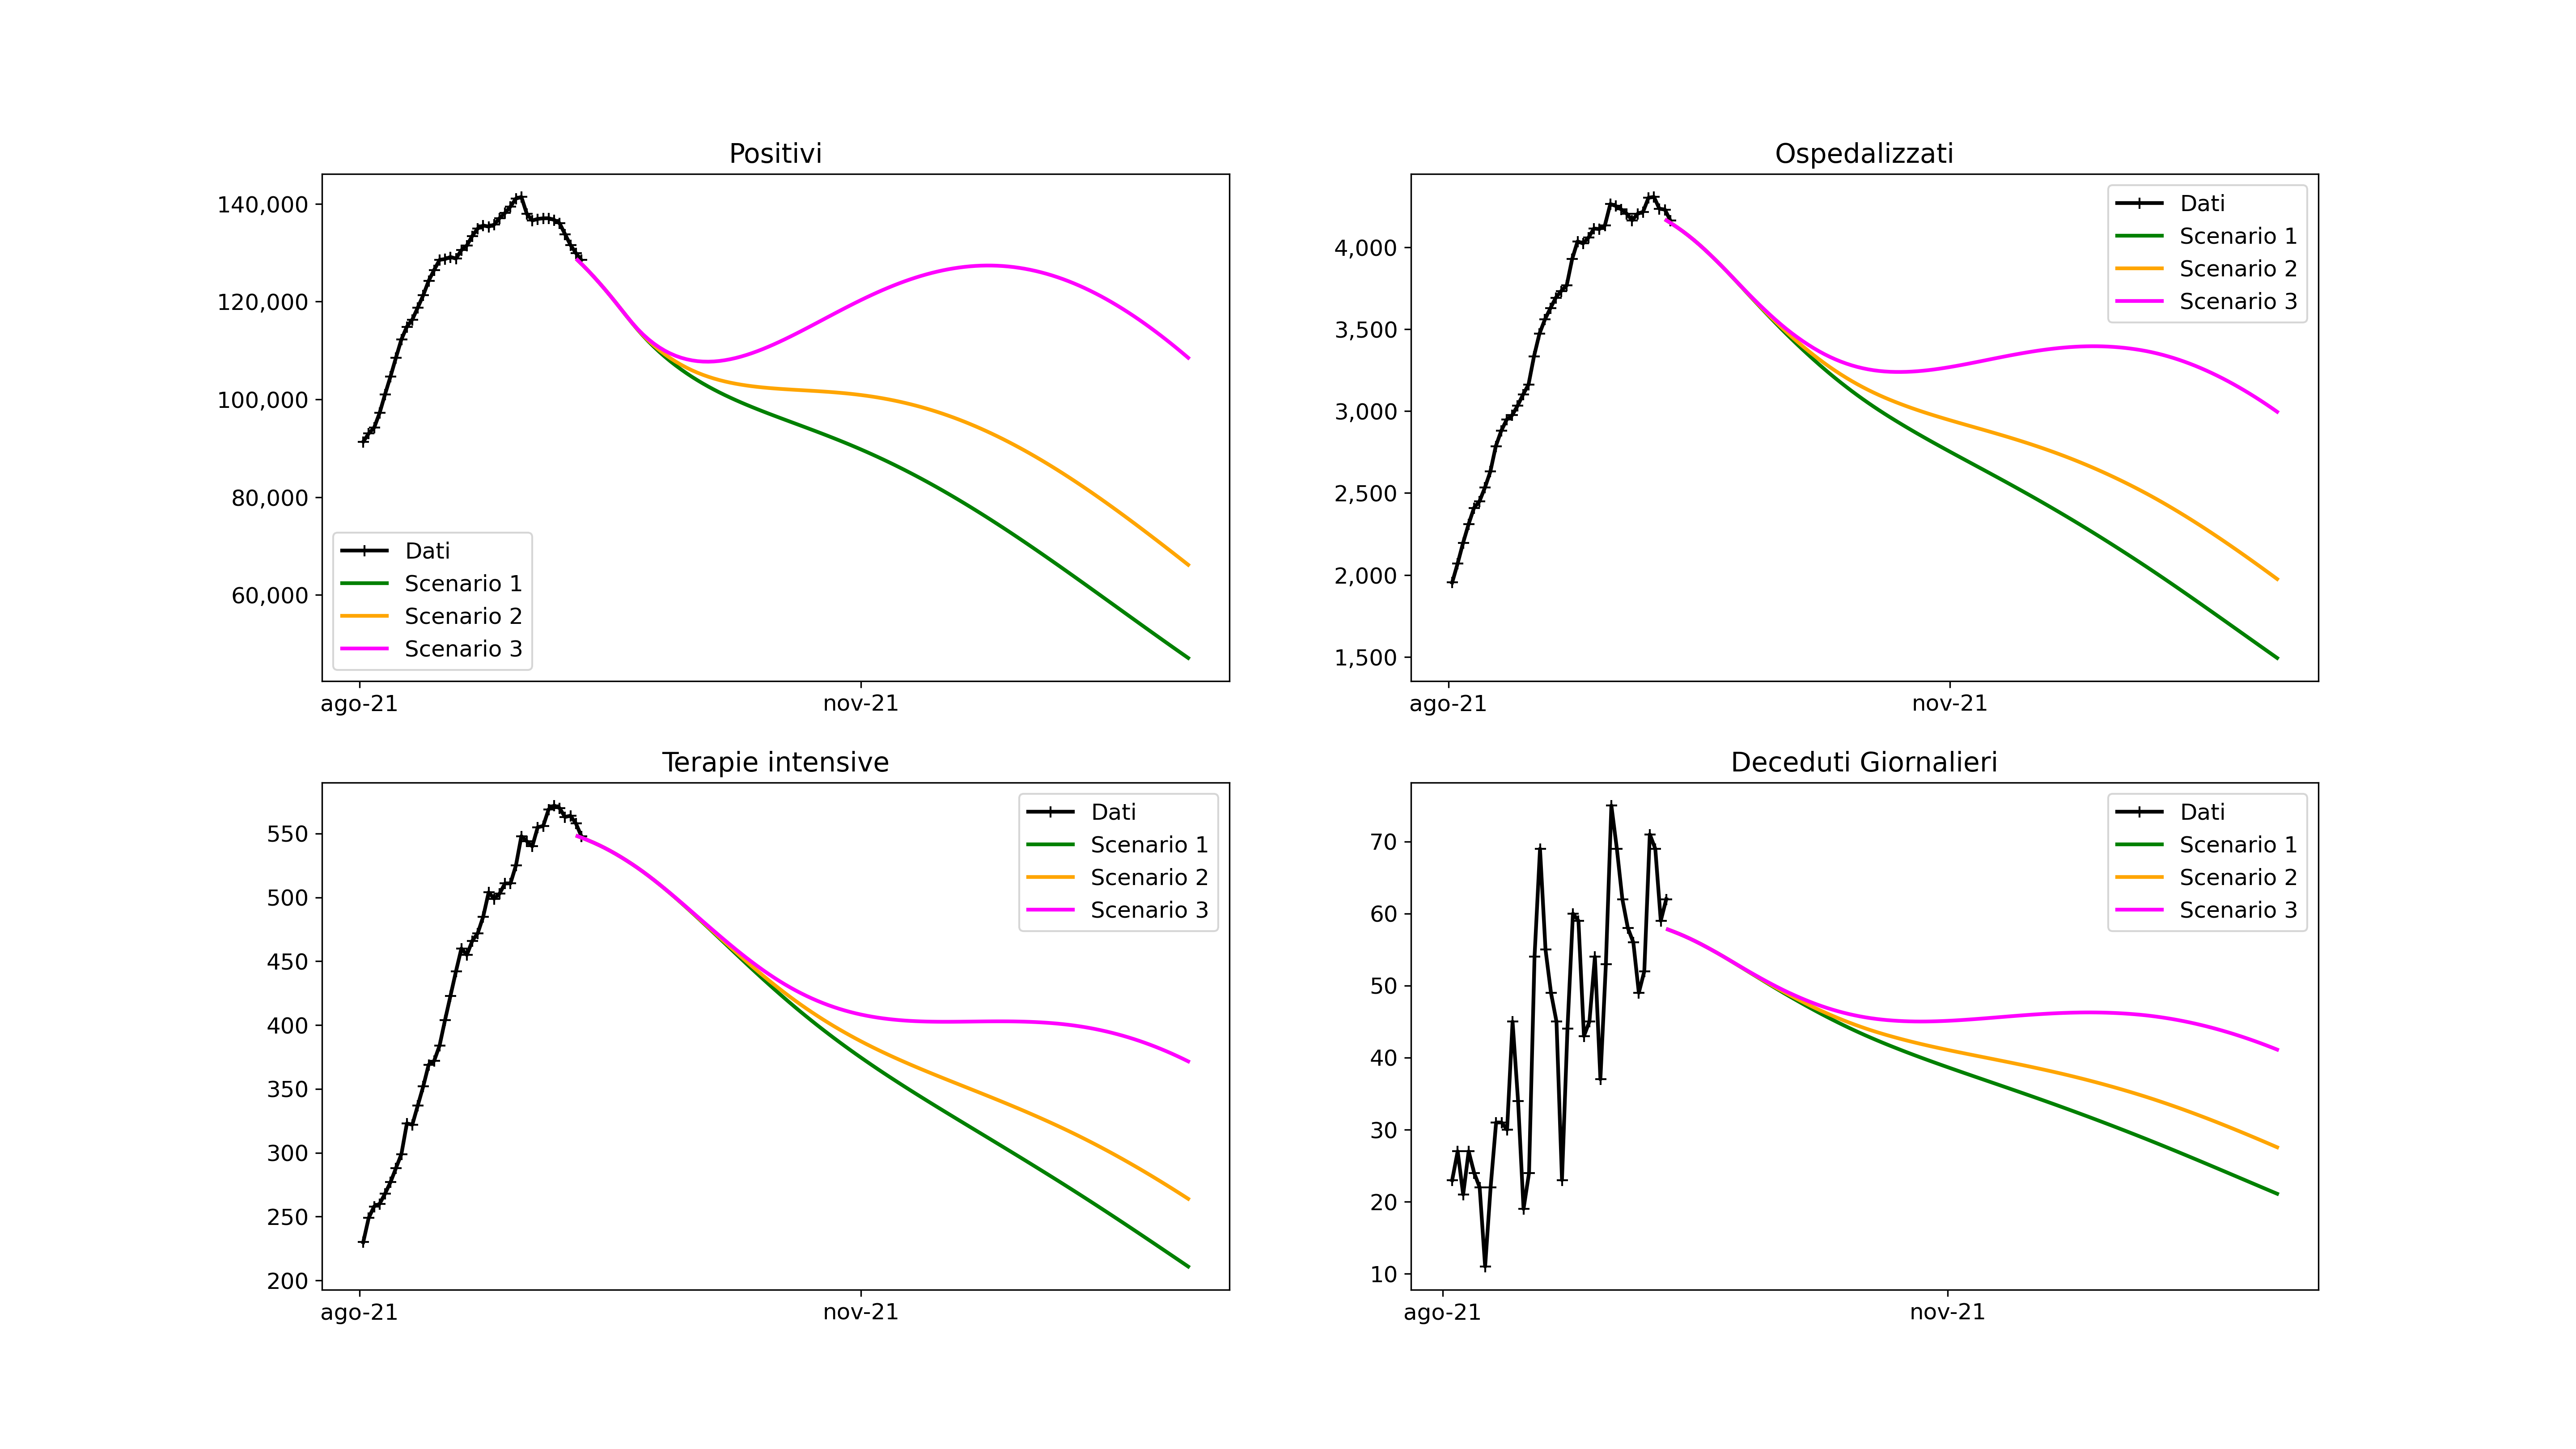 Positivi
140,000
120,000
100,000
80,000
60,000
ago-21
nov-21
Dati
Scenario 1
Scenario 2
Scenario 3
Ospedalizzati
4,000
3,500
3,000
2,500
2,000
1,500
ago-21
nov-21
Dati
Scenario 1
Scenario 2
Scenario 3
Terapie intensive
550
500
450
400
350
300
250
200
ago-21
nov-21
Dati
Scenario 1
Scenario 2
Scenario 3
Deceduti Giornalieri
70
60
50
40
30
20
10
ago-21
nov-21
Dati
Scenario 1
Scenario 2
Scenario 3